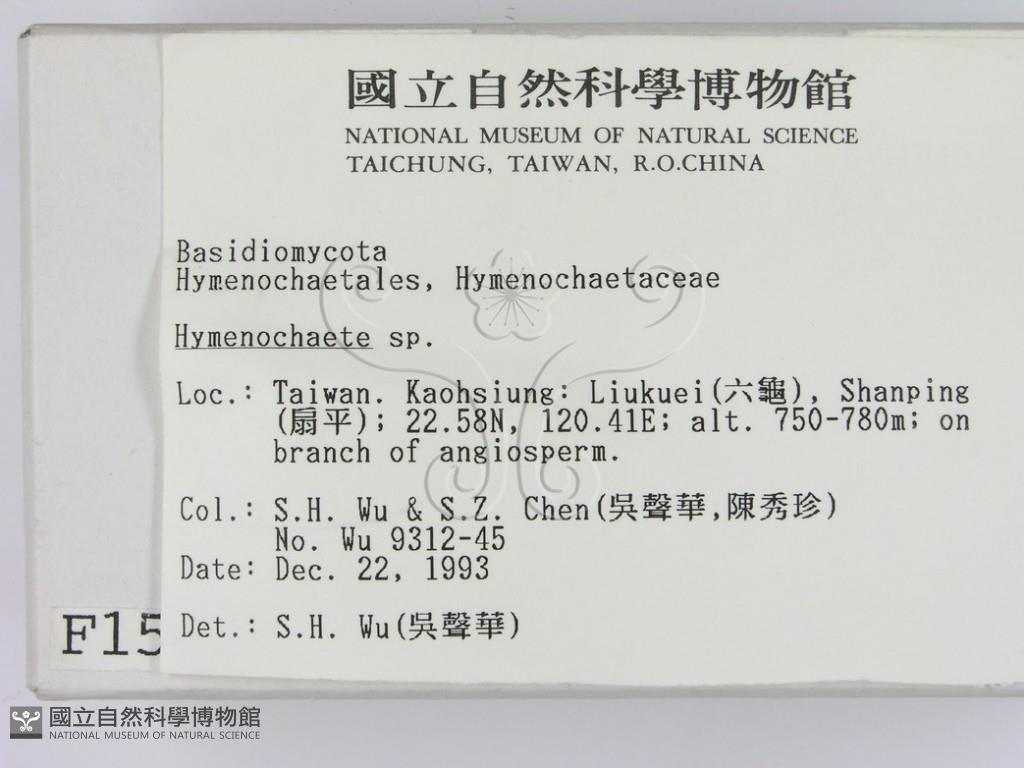 國立自然科學博物館
NATIONAL MUSEUM OF NATURAL SCIENCE
TAICHUNG, TAIWAN, R.O.CHINA
Basidiomycota
Hymenochaetales, Hymenochaetaceae
Hymenochaete sp.
Loc.: Taiwan. Kaohsiung: Liukuei(六龜), Shanping
(扇平); 22.58N, 120.41E; alt. 750-780m; on
branch of angiosperm.
Col.: S.H. Wu & S.Z. Chen(吳聲華,陳秀珍)
No. Wu 9312-45
Date: Dec. 22, 1993
Det.: S.H. Wu(吳聲華)
F15
國立自然科學博物館
NATIONAL MUSEUM OF NATURAL SCIENCE